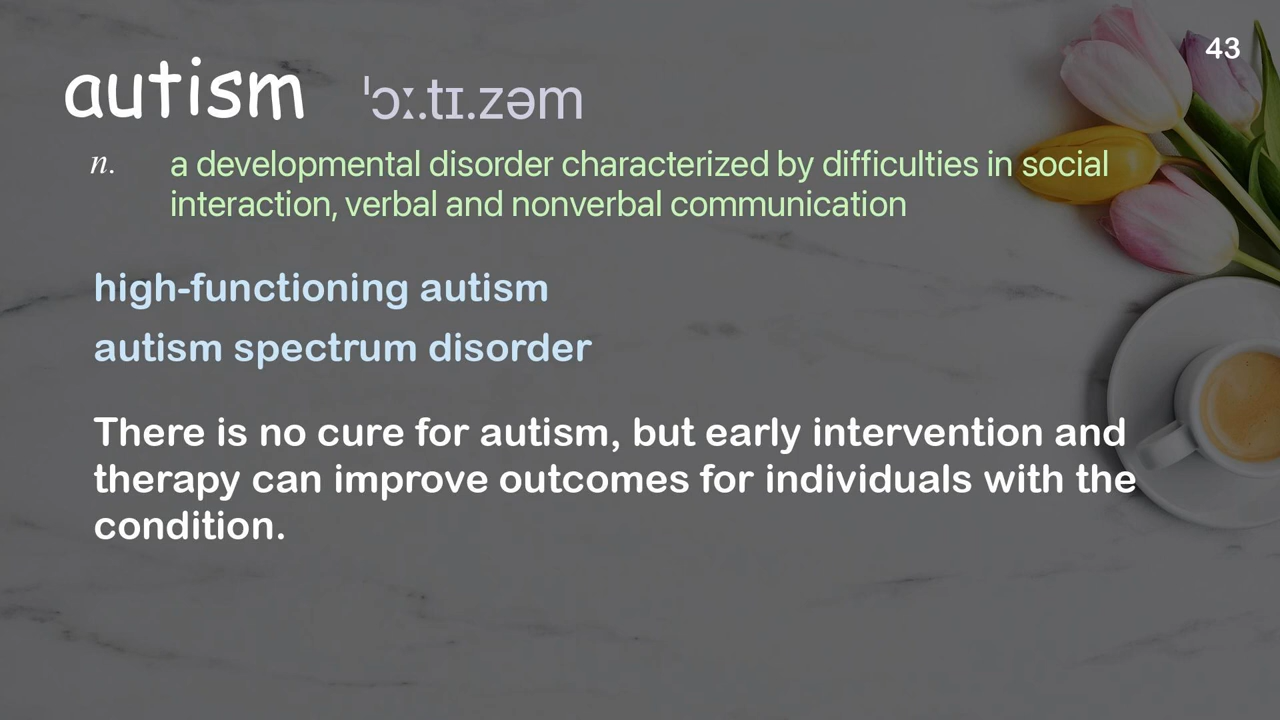 43
autism ˈɔː.tɪ.zəm
n. a developmental disorder characterized by difficulties in social
interaction, verbal and nonverbal communication
high-functioning autism
autism spectrum disorder
There is no cure for autism, but early intervention and
therapy can improve outcomes for individuals with the
condition.